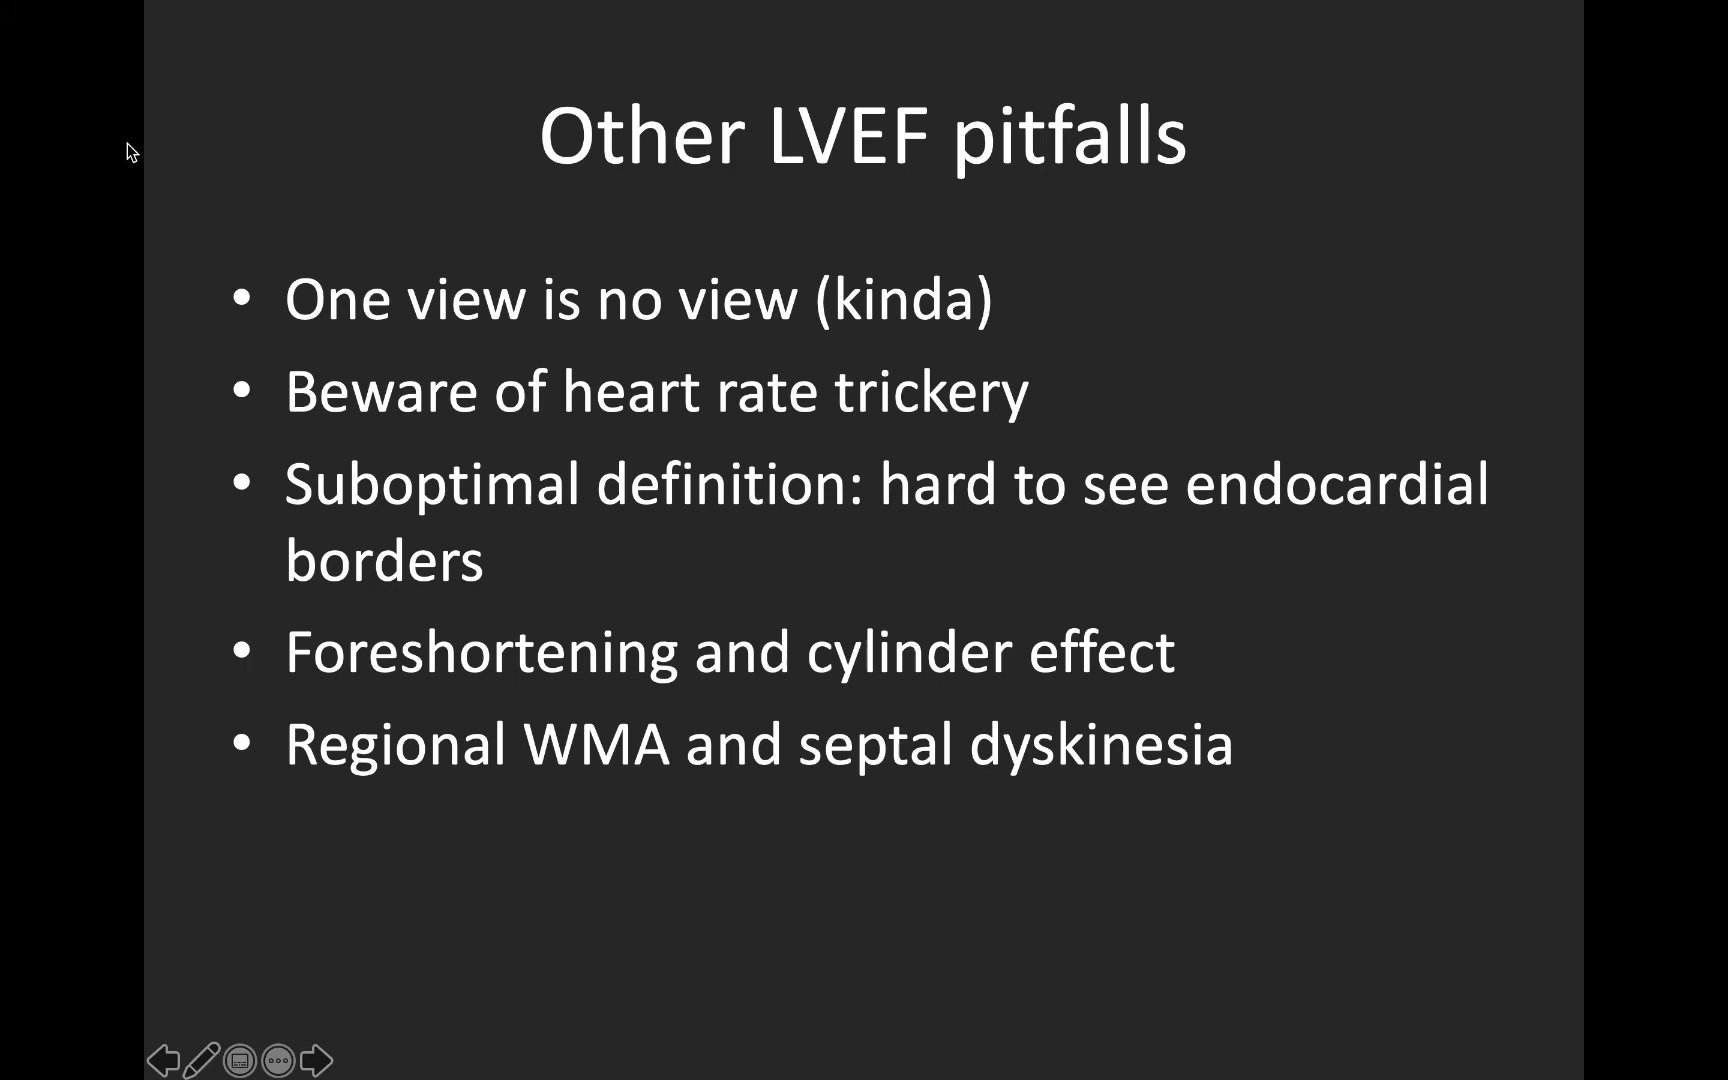 Other LVEF pitfalls
• One view is no view (kinda)
• Beware of heart rate trickery
• Suboptimal definition: hard to see endocardial
borders
• Foreshortening and cylinder effect
• Regional WMA and septal dyskinesia